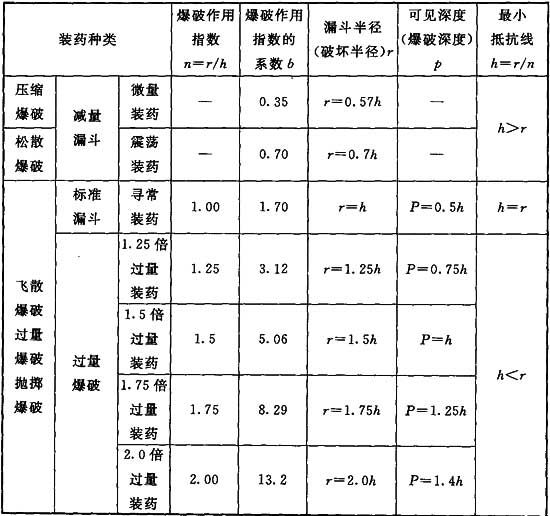 装药种类
爆破作用
指数
n=r/h
爆破作用
指数的
系数b
漏斗半径
(破坏半径)r
可见深度
(爆破深度)
p
最小
抵抗线
h=r/n
压缩
爆破
减量
漏斗
微量
装药
—
0.35
r=0.57h
—
h>r
松散
爆破
震荡
装药
—
0.70
r=0.7h
—
飞散
爆破
过量
爆破
抛掷
爆破
标准
漏斗
寻常
装药
1.00
1.70
r=h
P=0.5h
h=r
过量
爆破
1.25倍
过量
装药
1.25
3.12
r=1.25h
P=0.75h
h<r
1.5倍
过量
装药
1.5
5.06
r=1.5h
P=h
1.75倍
过量
装药
1.75
8.29
r=1.75h
P=1.25h
2.0倍
过量
装药
2.00
13.2
r=2.0h
P=1.4h